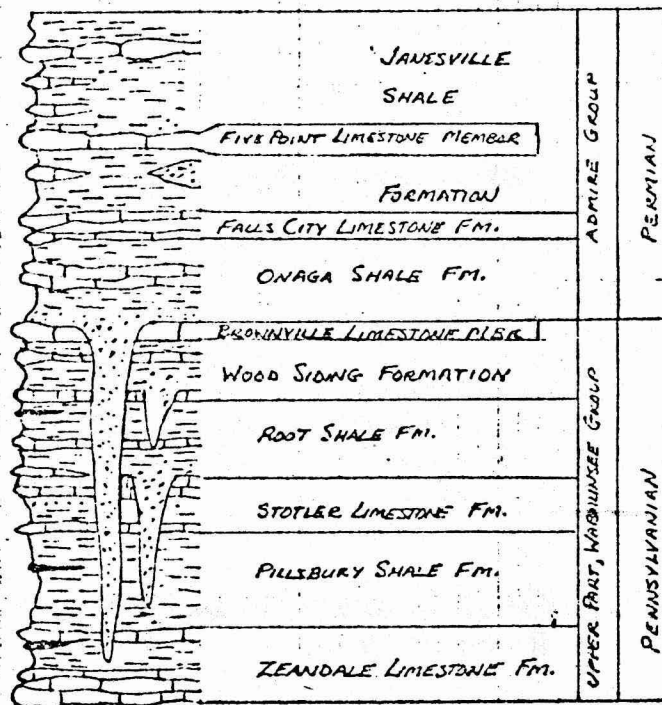 JANESVILLE
SHALE
FIVE POINT LIMESTONE MEMBER
FORMATION
FALLS CITY LIMESTONE FM.
ONAGA SHALE FM.
BROWNVILLE LIMESTONE MBR
WOOD SIDING FORMATION
ROOT SHALE FM.
STOTLER LIMESTONE FM.
PILLSBURY SHALE FM.
ZEANDALE LIMESTONE FM.
ADMIRE GROUP
UPPER PART, WABAUNSEE GROUP
PERMIAN
PENNSYLVANIAN